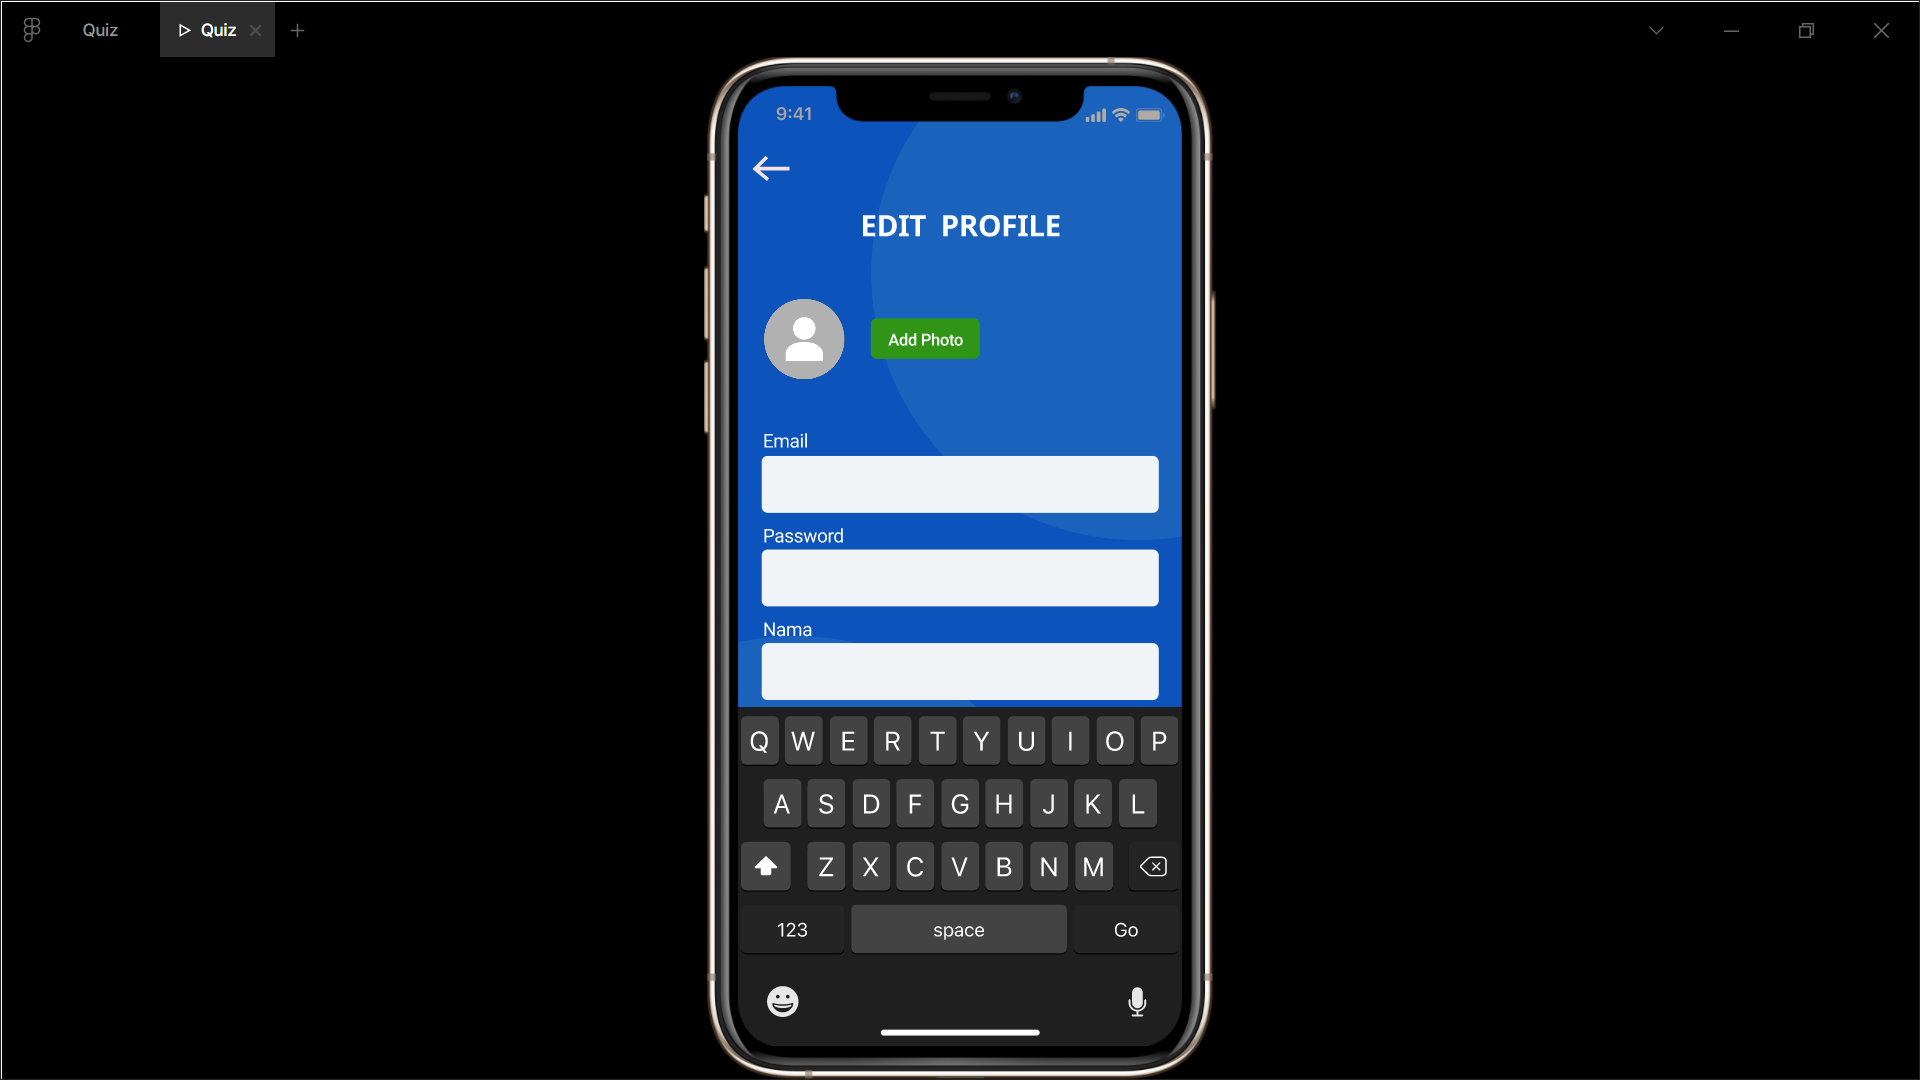 Quiz
Quiz
9:41
EDIT PROFILE
Add Photo
Email
Password
Nama
Q W E R T Y U I O P
A S D F G H J K L
Z X C V B N M
123 space Go